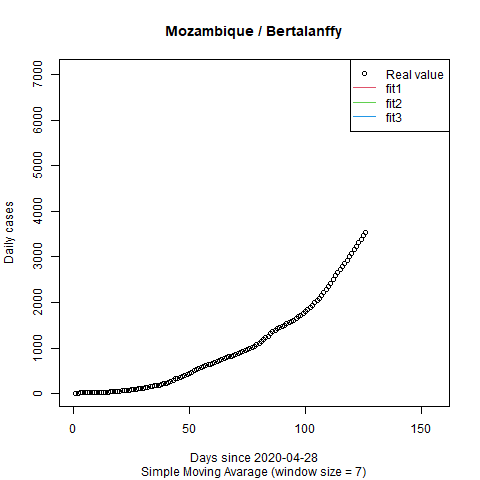 Mozambique / Bertalanffy
Real value
fit1
fit2
fit3
Daily cases
0 1000 2000 3000 4000 5000 6000 7000
0 50 100 150
Days since 2020-04-28
Simple Moving Avarage (window size = 7)